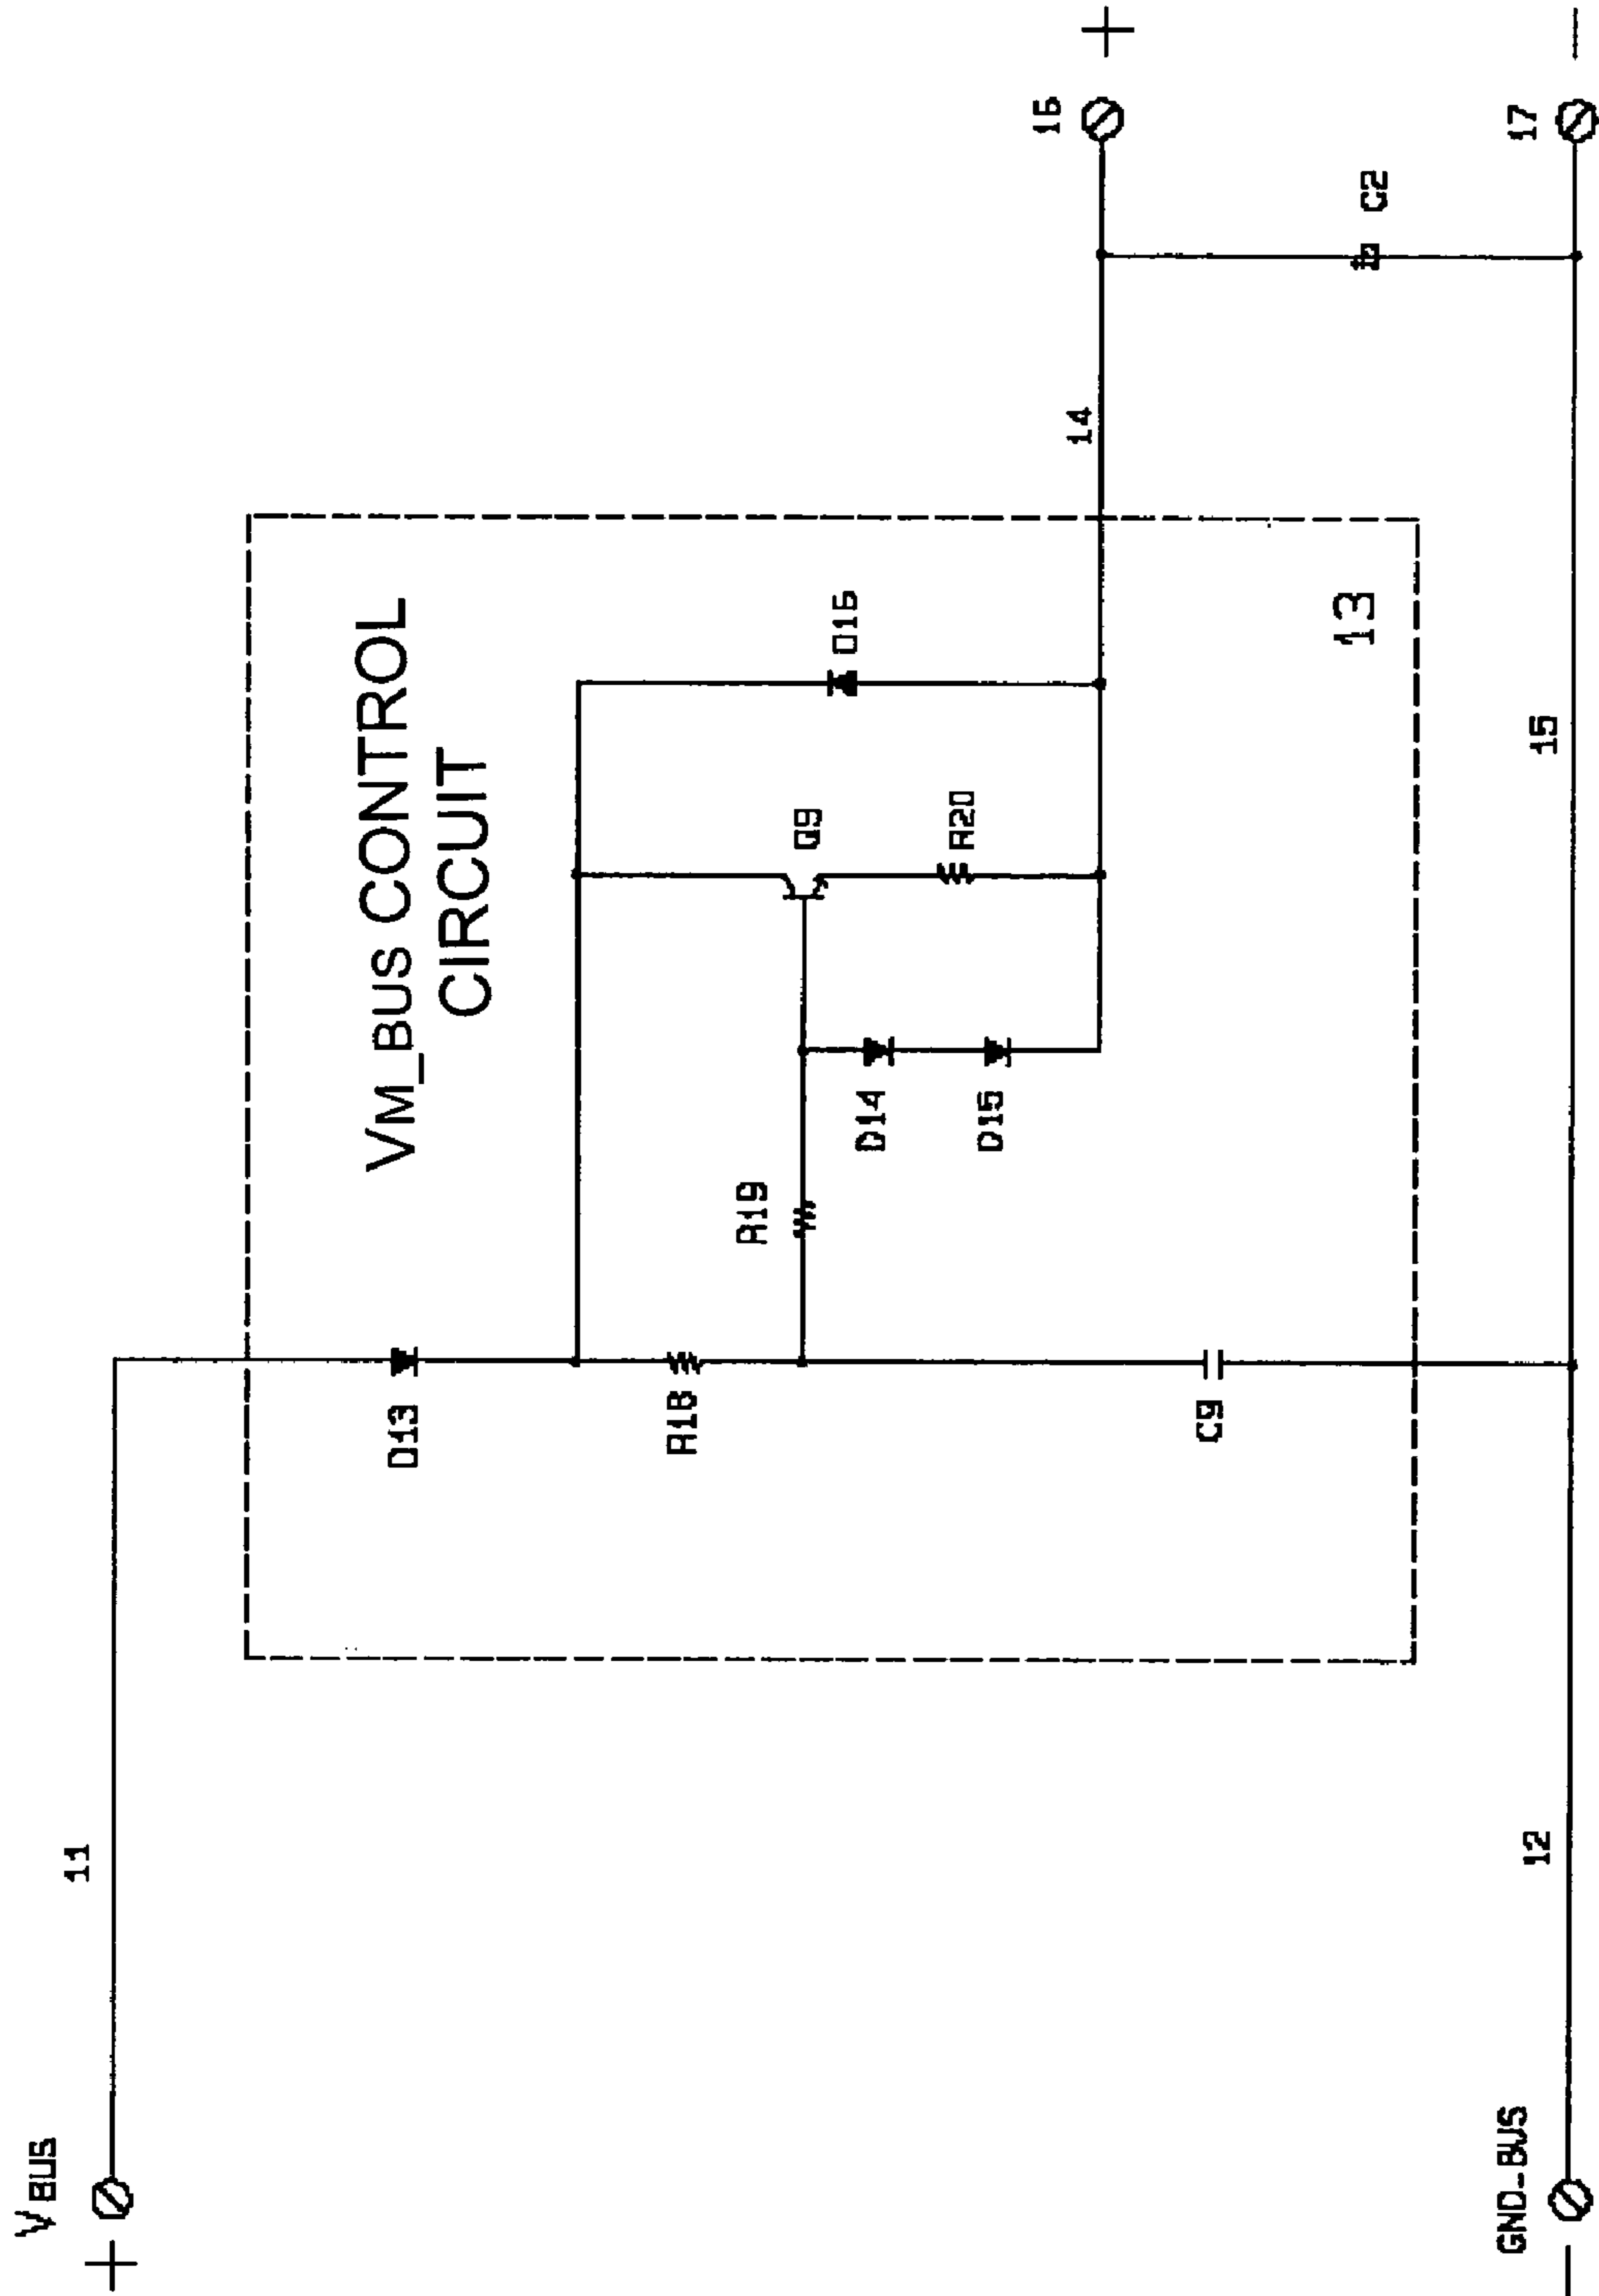 VBUS
+
11
VM_BUS CONTROL
CIRCUIT
D13
R18
R19
D14
D15
Q9
R20
D16
C9
13
14
16
+
C2
GND_BUS
12
15
17